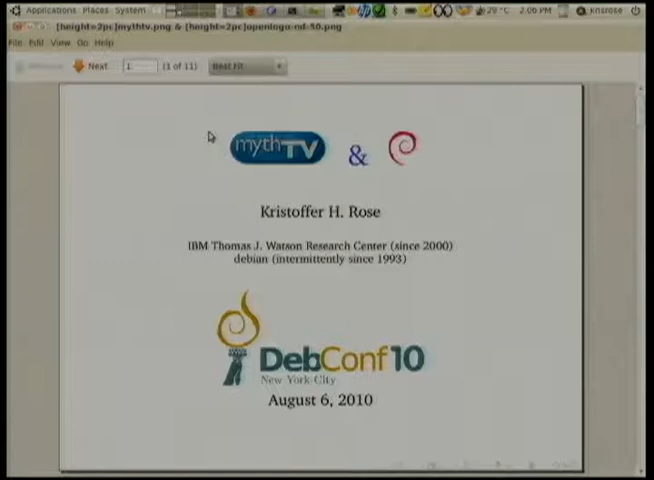 Applications Places System
29 °C 2:06 PM krisrose
[height=2pc]mythtv.png & [height=2pc]openlogo-nd-50.png
File Edit View Go Help
Next 1 (1 of 11) Best Fit
mythTV & 
Kristoffer H. Rose
IBM Thomas J. Watson Research Center (since 2000)
debian (intermittently since 1993)
DebConf10
New York City
August 6, 2010